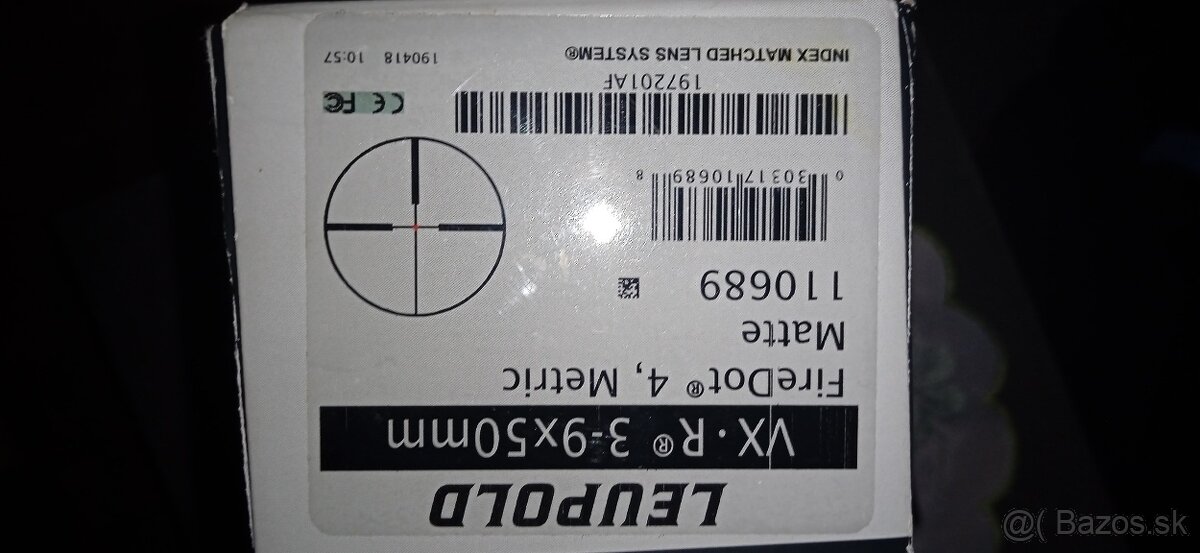 LEUPOLD
VX·R® 3-9x50mm
FireDot® 4, Metric
Matte
110689
0 30317 10689 8
197201AF
CE FC
INDEX MATCHED LENS SYSTEM®
190418 10:57
@( Bazos.sk